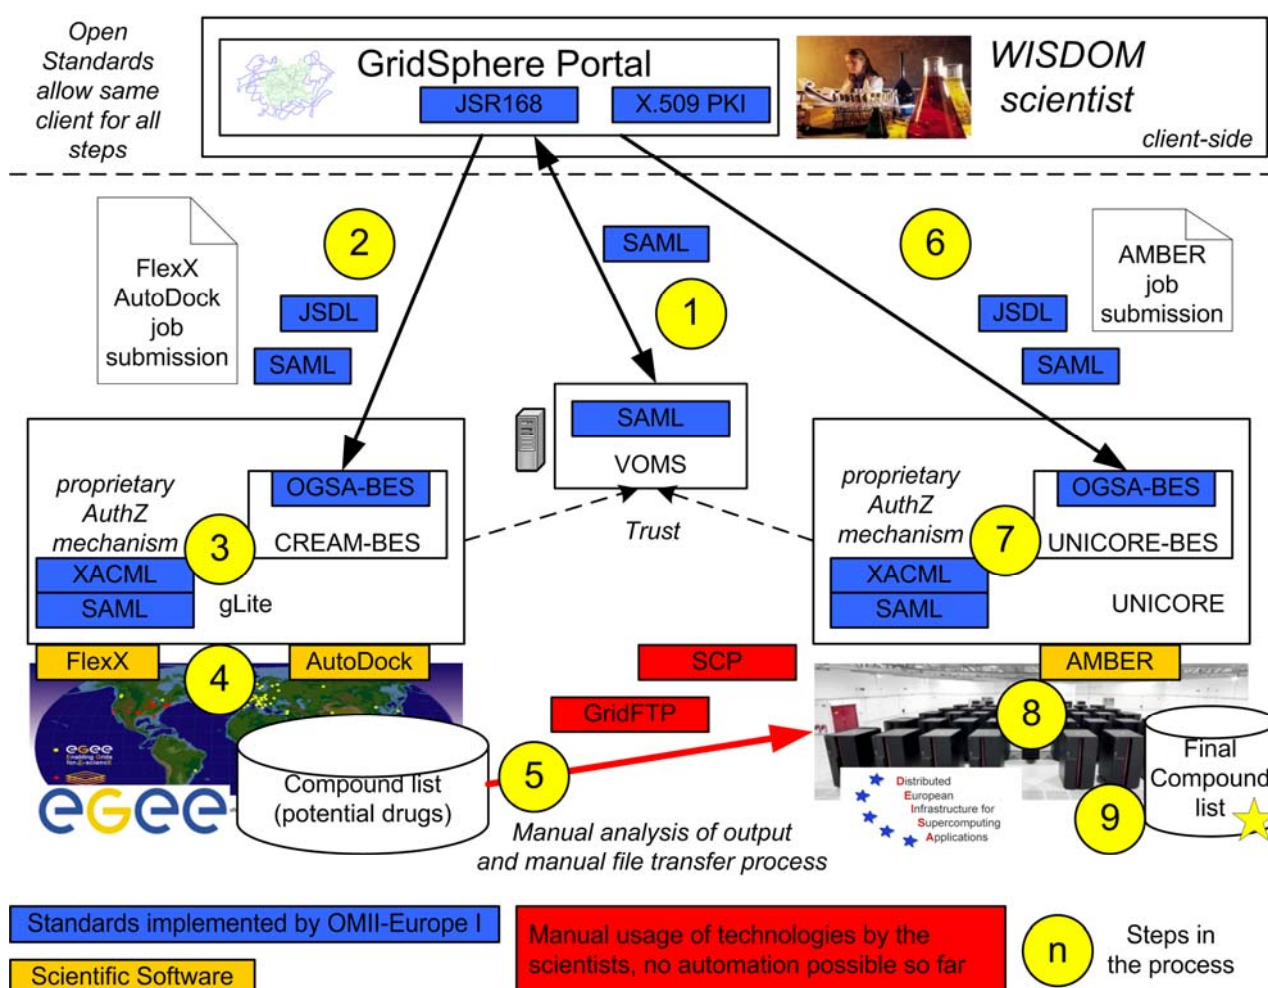 Open
Standards
allow same
client for all
steps
GridSphere Portal
JSR168
X.509 PKI
WISDOM
scientist
client-side
2
FlexX
AutoDock
job
submission
JSDL
SAML
SAML
1
6
AMBER
job
submission
JSDL
SAML
SAML
VOMS
Trust
proprietary
AuthZ
mechanism
OGSA-BES
CREAM-BES
3
XACML
SAML
gLite
proprietary
AuthZ
mechanism
OGSA-BES
UNICORE-BES
7
XACML
SAML
UNICORE
FlexX
4
AutoDock
SCP
GridFTP
AMBER
8
eGee
Enabling Grids
for E-sciencE
eGee
Compound list
(potential drugs)
5
Manual analysis of output
and manual file transfer process
Distributed
European
Infrastructure for
Supercomputing
Applications
Final
Compound
list
9
Standards implemented by OMII-Europe I
Scientific Software
Manual usage of technologies by the
scientists, no automation possible so far
n
Steps in
the process